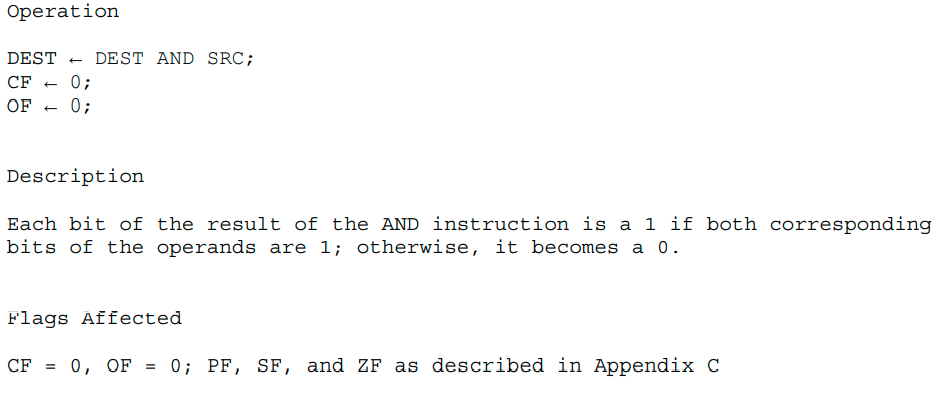 Operation
DEST ← DEST AND SRC;
CF ← 0;
OF ← 0;
Description
Each bit of the result of the AND instruction is a 1 if both corresponding
bits of the operands are 1; otherwise, it becomes a 0.
Flags Affected
CF = 0, OF = 0; PF, SF, and ZF as described in Appendix C